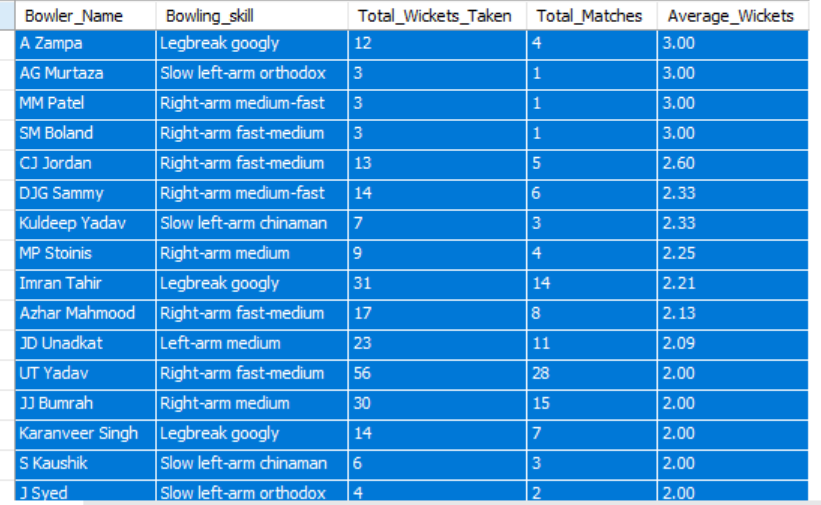 Bowler_Name Bowling_skill Total_Wickets_Taken Total_Matches Average_Wickets
A Zampa Legbreak googly 12 4 3.00
AG Murtaza Slow left-arm orthodox 3 1 3.00
MM Patel Right-arm medium-fast 3 1 3.00
SM Boland Right-arm fast-medium 3 1 3.00
CJ Jordan Right-arm fast-medium 13 5 2.60
DJG Sammy Right-arm medium-fast 14 6 2.33
Kuldeep Yadav Slow left-arm chinaman 7 3 2.33
MP Stoinis Right-arm medium 9 4 2.25
Imran Tahir Legbreak googly 31 14 2.21
Azhar Mahmood Right-arm fast-medium 17 8 2.13
JD Unadkat Left-arm medium 23 11 2.09
UT Yadav Right-arm fast-medium 56 28 2.00
JJ Bumrah Right-arm medium 30 15 2.00
Karanveer Singh Legbreak googly 14 7 2.00
S Kaushik Slow left-arm chinaman 6 3 2.00
J Syed Slow left-arm orthodox 4 2 2.00